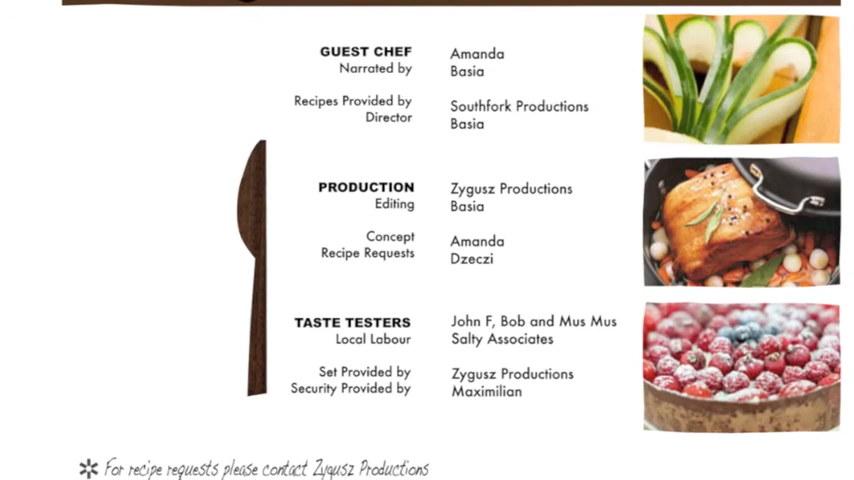 GUEST CHEF Amanda
Narrated by Basia
Recipes Provided by Southfork Productions
Director Basia
PRODUCTION Zygusz Productions
Editing Basia
Concept Amanda
Recipe Requests Dzeczi
TASTE TESTERS John F, Bob and Mus Mus
Local Labour Salty Associates
Set Provided by Zygusz Productions
Security Provided by Maximilian
* For recipe requests please contact Zygusz Productions